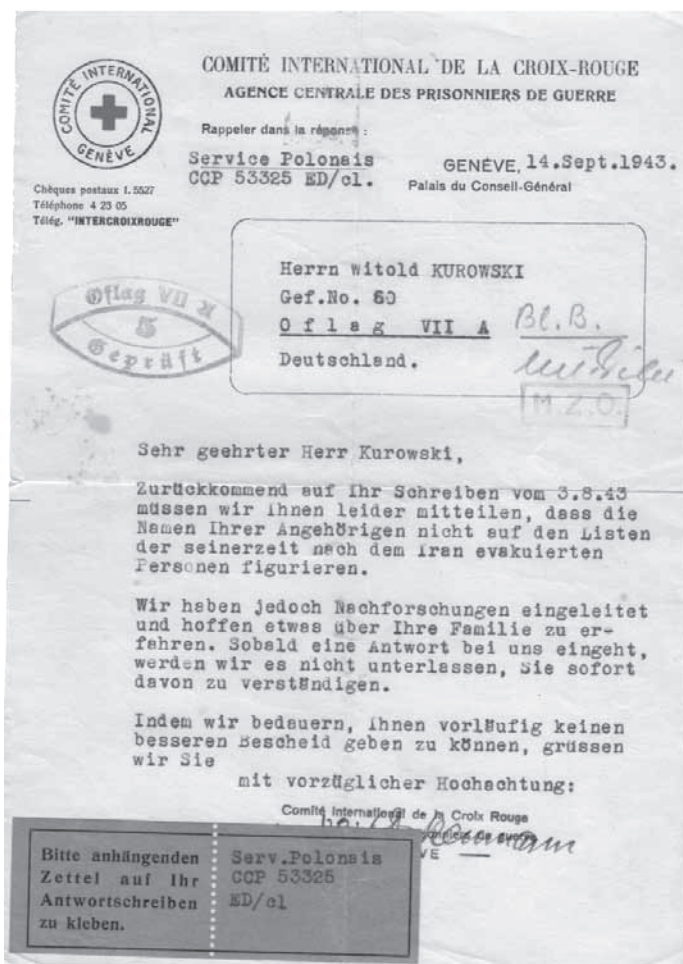 COMITÉ INTERNATIONAL
GENÈVE
COMITÉ INTERNATIONAL DE LA CROIX-ROUGE
AGENCE CENTRALE DES PRISONNIERS DE GUERRE
Rappeler dans la réponse :
Service Polonais
CCP 53325 ED/cl.
GENÈVE, 14.Sept.1943.
Palais du Conseil-Général
Chèques postaux I. 5527
Téléphone 4 23 05
Télég. "INTERCROIXROUGE"
Herrn Witold KUROWSKI
Gef.No. 60
Oflag VII A
Bl. B.
Deutschland.
Oflag VII A
5
Geprüft
M.Z.O.
Sehr geehrter Herr Kurowski,
Zurückkommend auf Ihr Schreiben vom 3.8.43
müssen wir Ihnen leider mitteilen, dass die
Namen Ihrer Angehörigen nicht auf den Listen
der seinerzeit nach dem Iran evakuierten
Personen figurieren.
Wir haben jedoch Nachforschungen eingeleitet
und hoffen etwas über Ihre Familie zu er-
fahren. Sobald eine Antwort bei uns eingeht,
werden wir es nicht unterlassen, Sie sofort
davon zu verständigen.
Indem wir bedauern, Ihnen vorläufig keinen
besseren Bescheid geben zu können, grüssen
wir Sie
mit vorzüglicher Hochachtung:
Comité International de la Croix Rouge
de guerre
Bitte anhängenden
Zettel auf Ihr
Antwortschreiben
zu kleben.
Serv.Polonais
CCP 53325
ED/cl